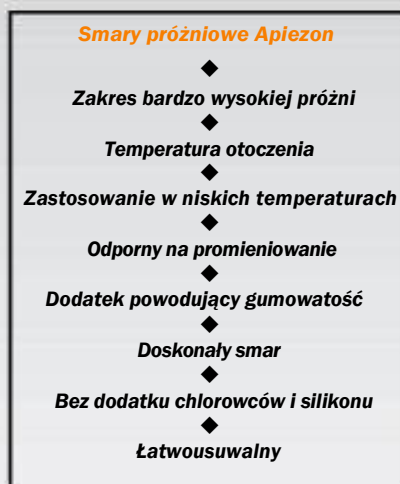 Smary próżniowe Apiezon
Zakres bardzo wysokiej próżni
Temperatura otoczenia
Zastosowanie w niskich temperaturach
Odporny na promieniowanie
Dodatek powodujący gumowatość
Doskonały smar
Bez dodatku chlorowców i silikonu
Łatwousuwalny